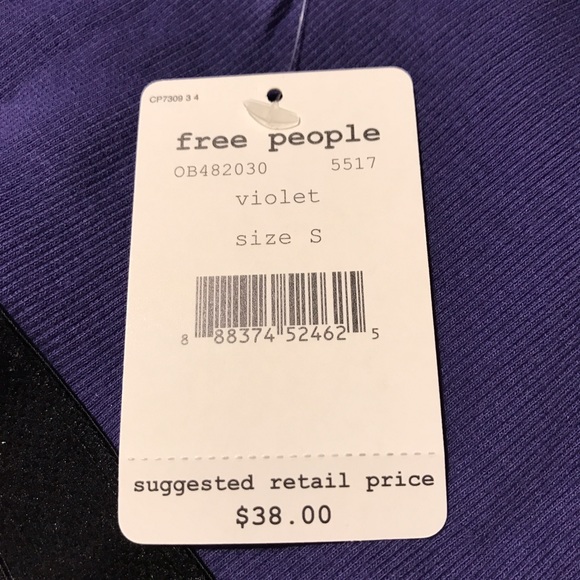 CP7309 3 4
free people
OB482030 5517
violet
size S
8 88374 52462 5
suggested retail price
$38.00